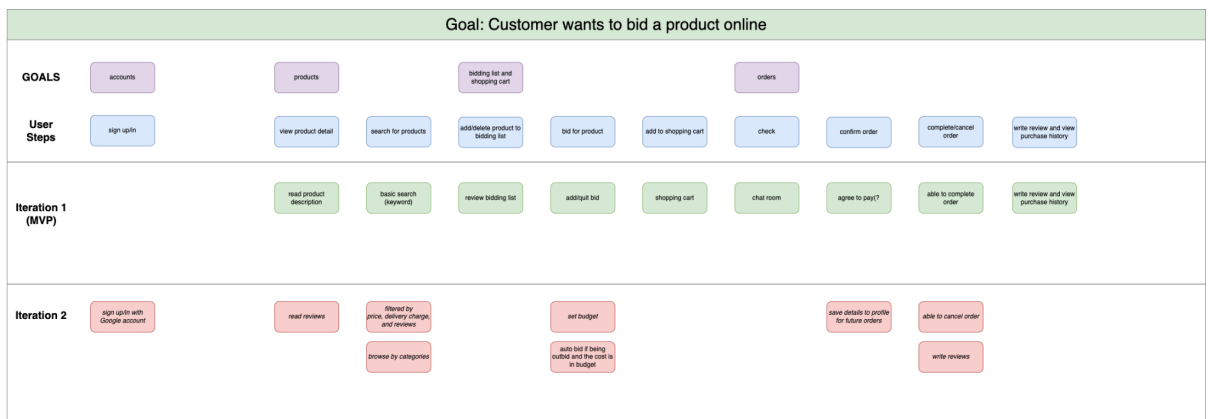 Goal: Customer wants to bid a product online
GOALS
accounts
products
bidding list and
shopping cart
orders
User
Steps
sign up/in
view product detail
search for products
add/delete product to
bidding list
bid for product
add to shopping cart
check
confirm order
complete/cancel
order
write review and view
purchase history
Iteration 1
(MVP)
read product
description
basic search
(keyword)
review bidding list
add/quit bid
shopping cart
chat room
agree to pay(?
able to complete
order
write review and view
purchase history
Iteration 2
sign up/in with
Google account
read reviews
filtered by
price, delivery charge,
and reviews
set budget
save details to profile
for future orders
able to cancel order
browse by categories
auto bid if being
outbid and the cost is
in budget
write reviews